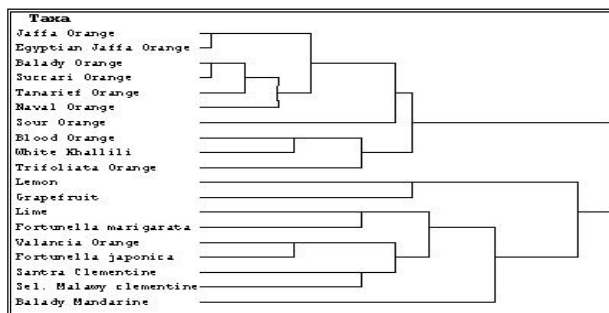 Taxa
Jaffa Orange
Egyptian Jaffa Orange
Balady Orange
Succari Orange
Tanarief Orange
Naval Orange
Sour Orange
Blood Orange
White Khallili
Trifoliata Orange
Lemon
Grapefruit
Lime
Fortunella marigarata
Valancia Orange
Fortunella japonica
Santra Clementine
Sel. Malawy clementine
Balady Mandarine